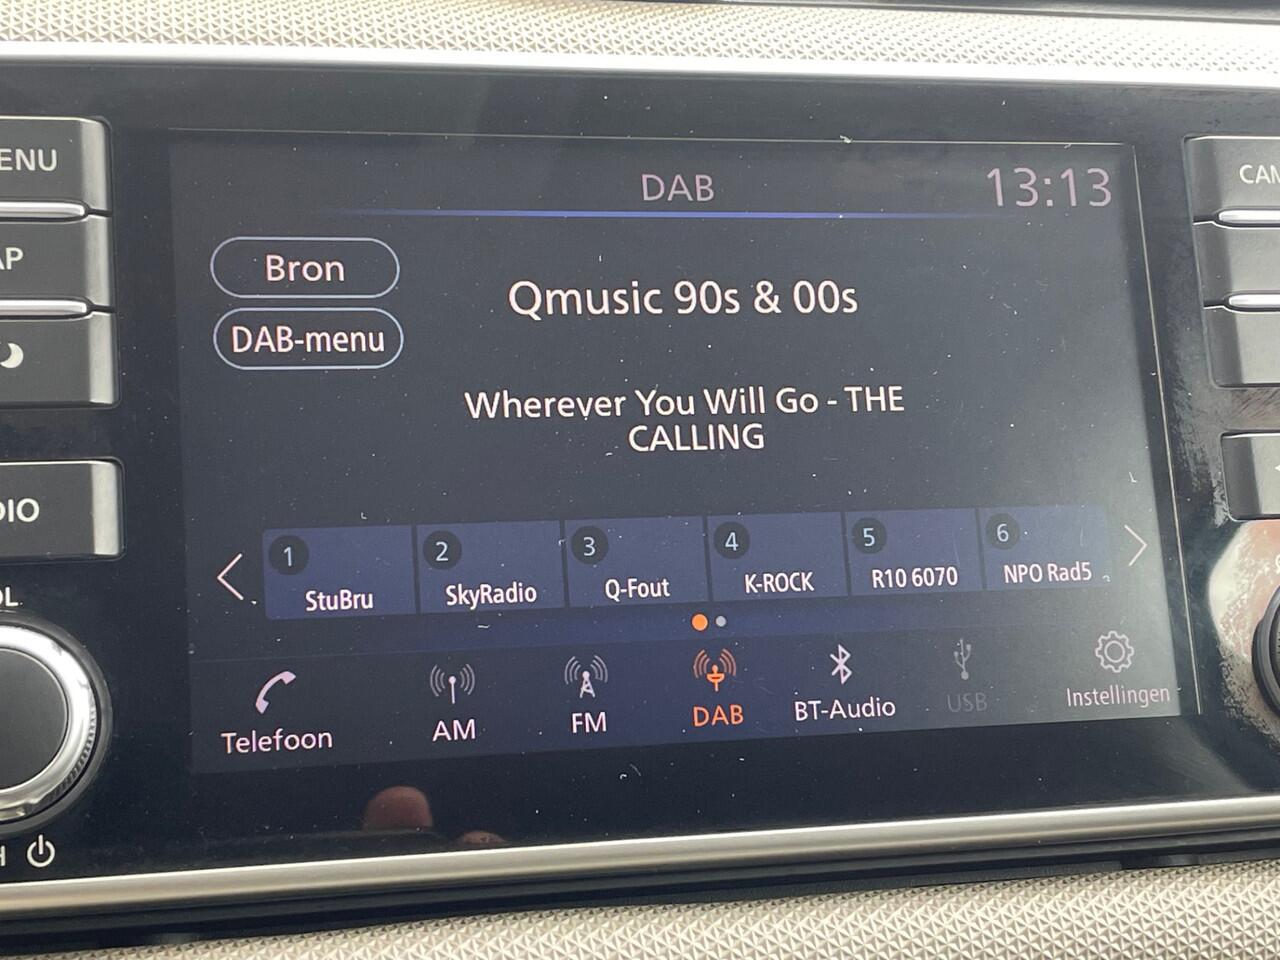 DAB
13:13
ENU
CAM
AP
Bron
Qmusic 90s & 00s
DAB-menu
Wherever You Will Go - THE
CALLING
DIO
1 2 3 4 5 6
StuBru SkyRadio Q-Fout K-ROCK R10 6070 NPO Rad5
OL
Telefoon AM FM DAB BT-Audio USB Instellingen
H